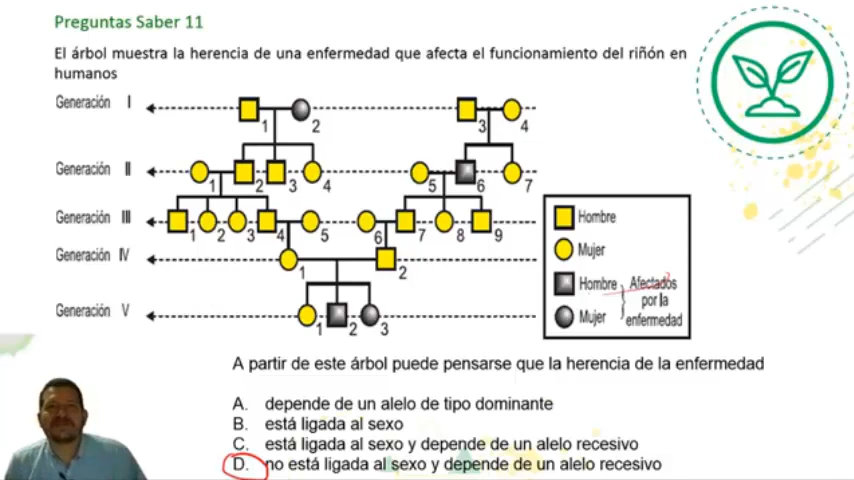 Preguntas Saber 11
El árbol muestra la herencia de una enfermedad que afecta el funcionamiento del riñón en
humanos
Generación I
1 2 3 4
Generación II
1 2 3 4 5 6 7
Generación III
1 2 3 4 5 6 7 8 9
Generación IV
1 2
Generación V
1 2 3
Hombre
Mujer
Hombre
Mujer
Afectados
por la
enfermedad
A partir de este árbol puede pensarse que la herencia de la enfermedad
A. depende de un alelo de tipo dominante
B. está ligada al sexo
C. está ligada al sexo y depende de un alelo recesivo
D. no está ligada al sexo y depende de un alelo recesivo